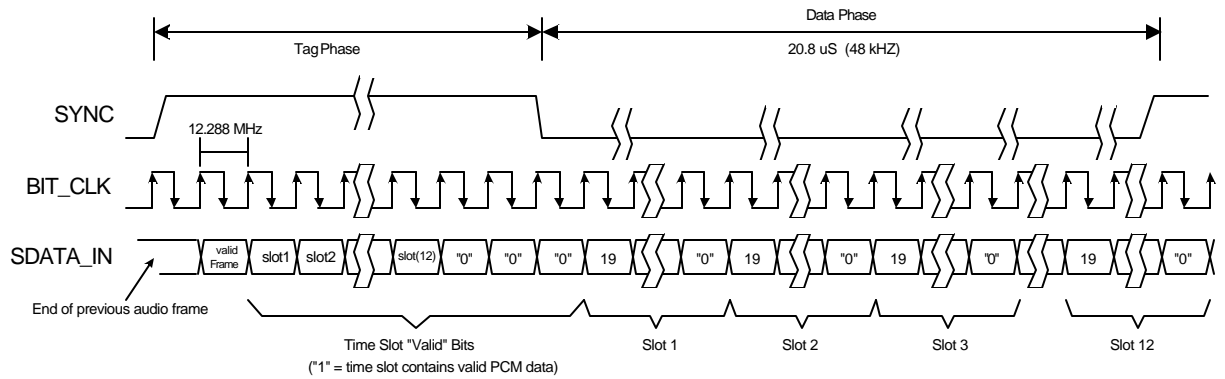 Data Phase
Tag Phase
20.8 uS (48 kHZ)
SYNC
12.288 MHz
BIT_CLK
SDATA_IN
valid
Frame
slot1
slot2
slot(12)
"0"
"0"
"0"
19
"0"
19
"0"
19
"0"
19
"0"
End of previous audio frame
Time Slot "Valid" Bits
("1" = time slot contains valid PCM data)
Slot 1
Slot 2
Slot 3
Slot 12